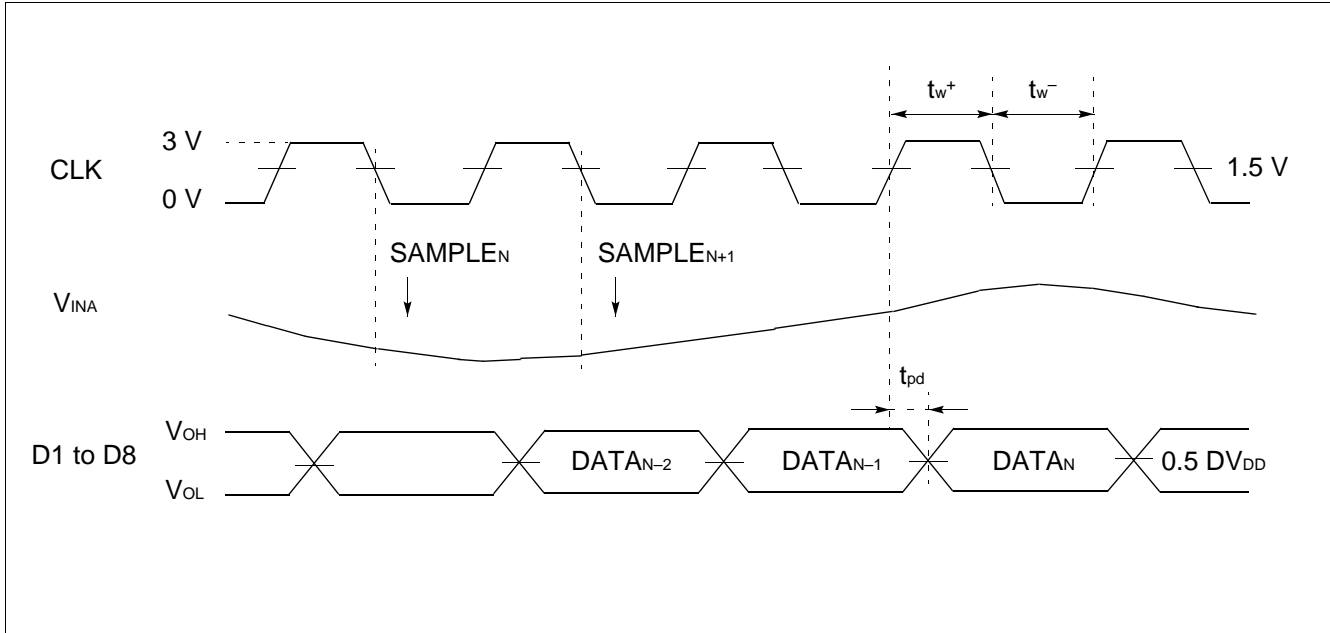 tw+ tw–
3 V
CLK
0 V
1.5 V
SAMPLEN SAMPLEN+1
VINA
tpd
VOH
D1 to D8
VOL
DATAN–2 DATAN–1 DATAN
0.5 DVDD